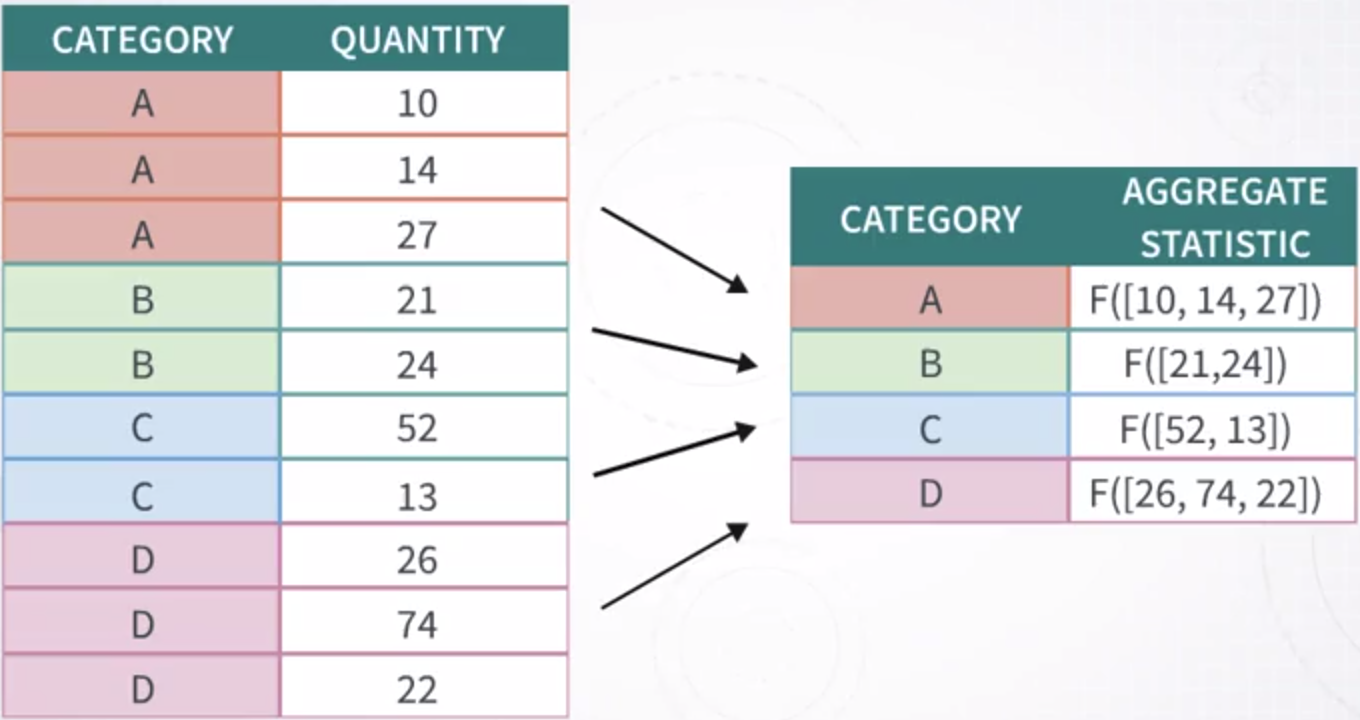 CATEGORY QUANTITY
A 10
A 14
A 27
B 21
B 24
C 52
C 13
D 26
D 74
D 22
CATEGORY AGGREGATE
STATISTIC
A F([10, 14, 27])
B F([21,24])
C F([52, 13])
D F([26, 74, 22])